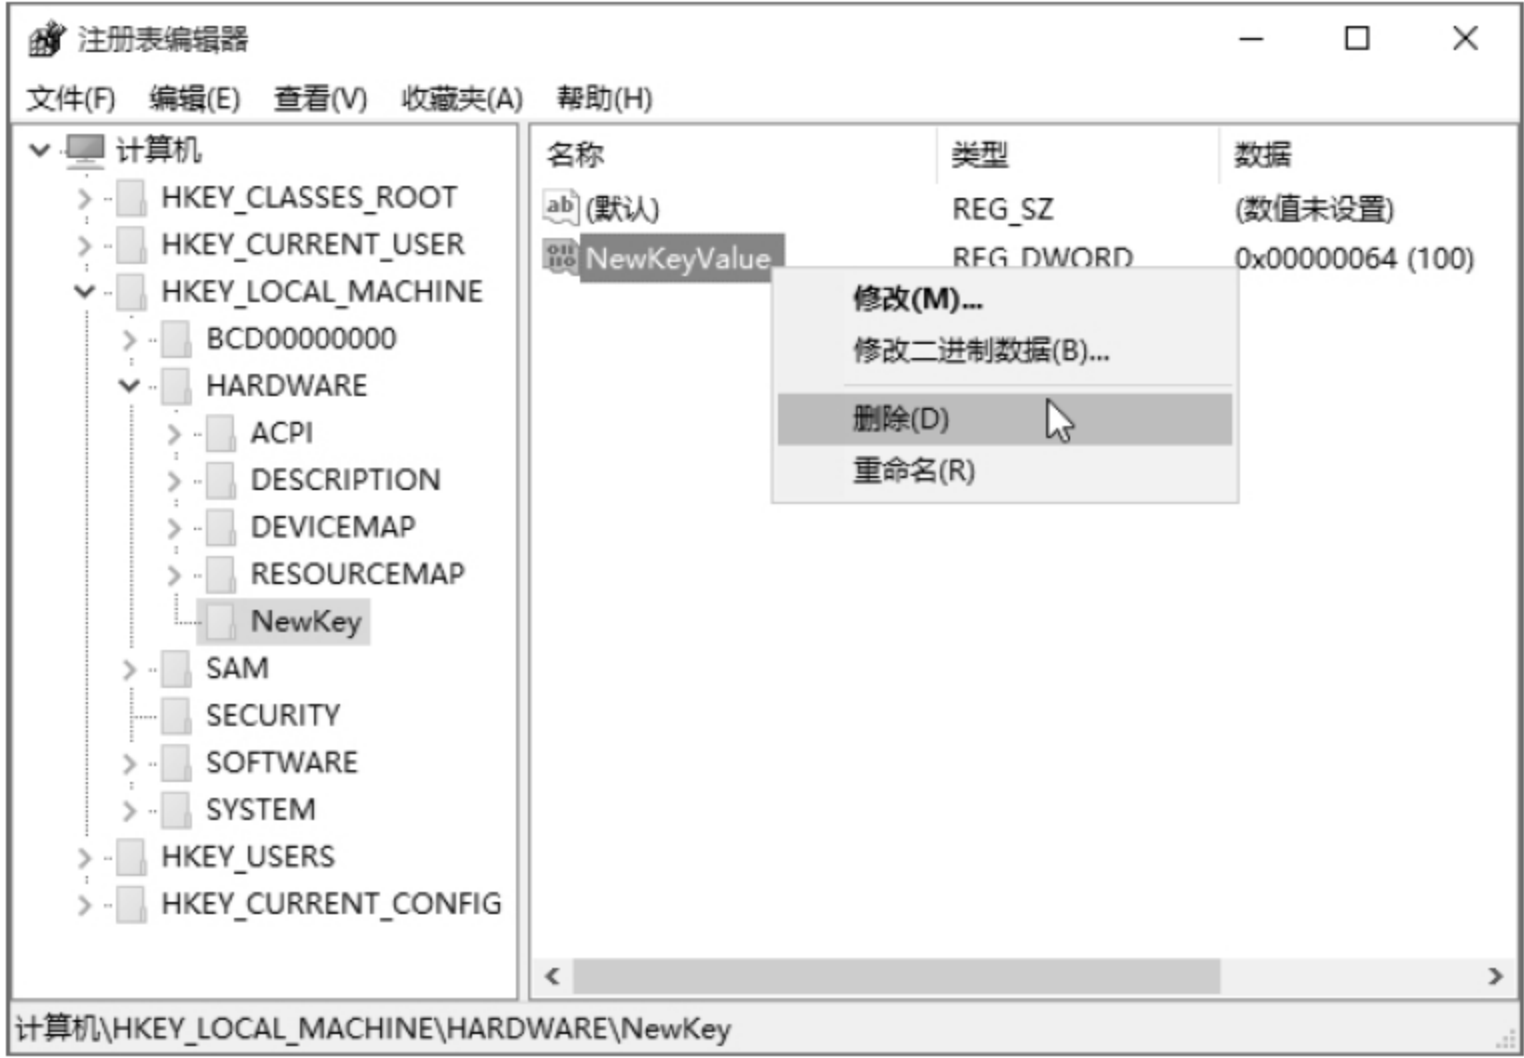 注册表编辑器
文件(F) 编辑(E) 查看(V) 收藏夹(A) 帮助(H)
计算机
HKEY_CLASSES_ROOT
HKEY_CURRENT_USER
HKEY_LOCAL_MACHINE
BCD00000000
HARDWARE
ACPI
DESCRIPTION
DEVICEMAP
RESOURCEMAP
NewKey
SAM
SECURITY
SOFTWARE
SYSTEM
HKEY_USERS
HKEY_CURRENT_CONFIG
名称 类型 数据
(默认) REG_SZ (数值未设置)
NewKeyValue REG_DWORD 0x00000064 (100)
修改(M)...
修改二进制数据(B)...
删除(D)
重命名(R)
计算机\HKEY_LOCAL_MACHINE\HARDWARE\NewKey